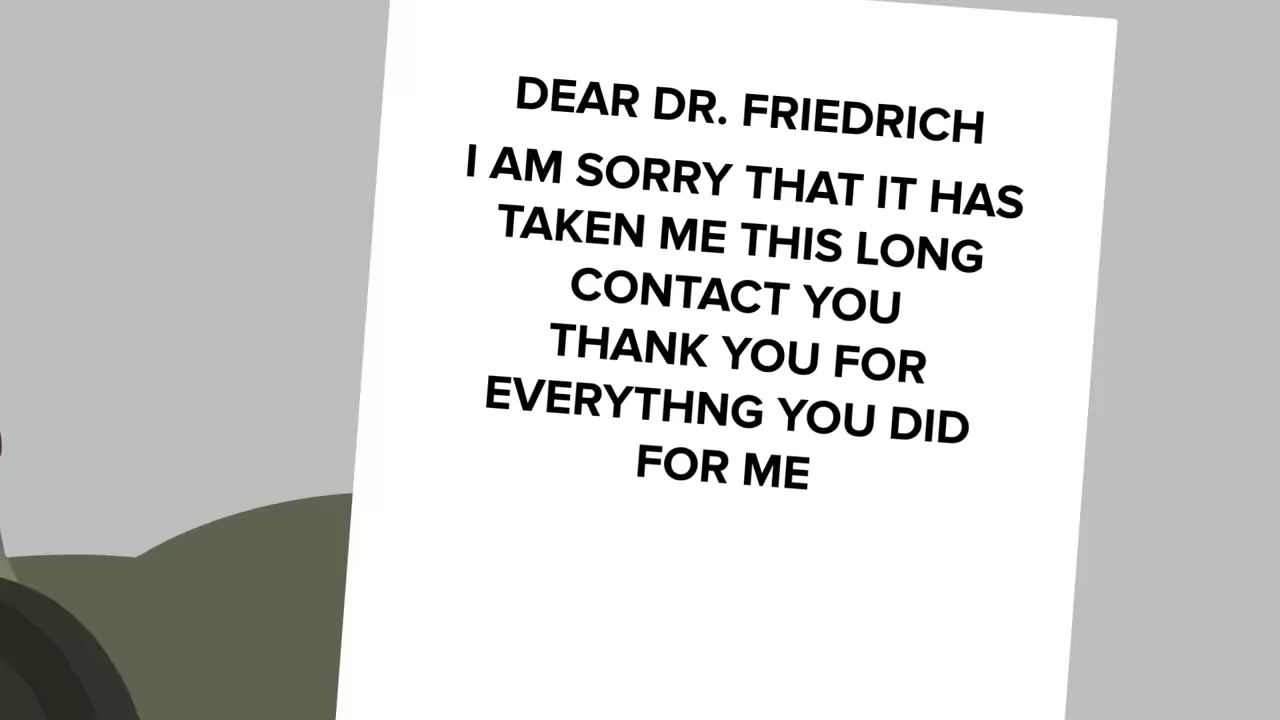 DEAR DR. FRIEDRICH
I AM SORRY THAT IT HAS
TAKEN ME THIS LONG
CONTACT YOU
THANK YOU FOR
EVERYTHNG YOU DID
FOR ME